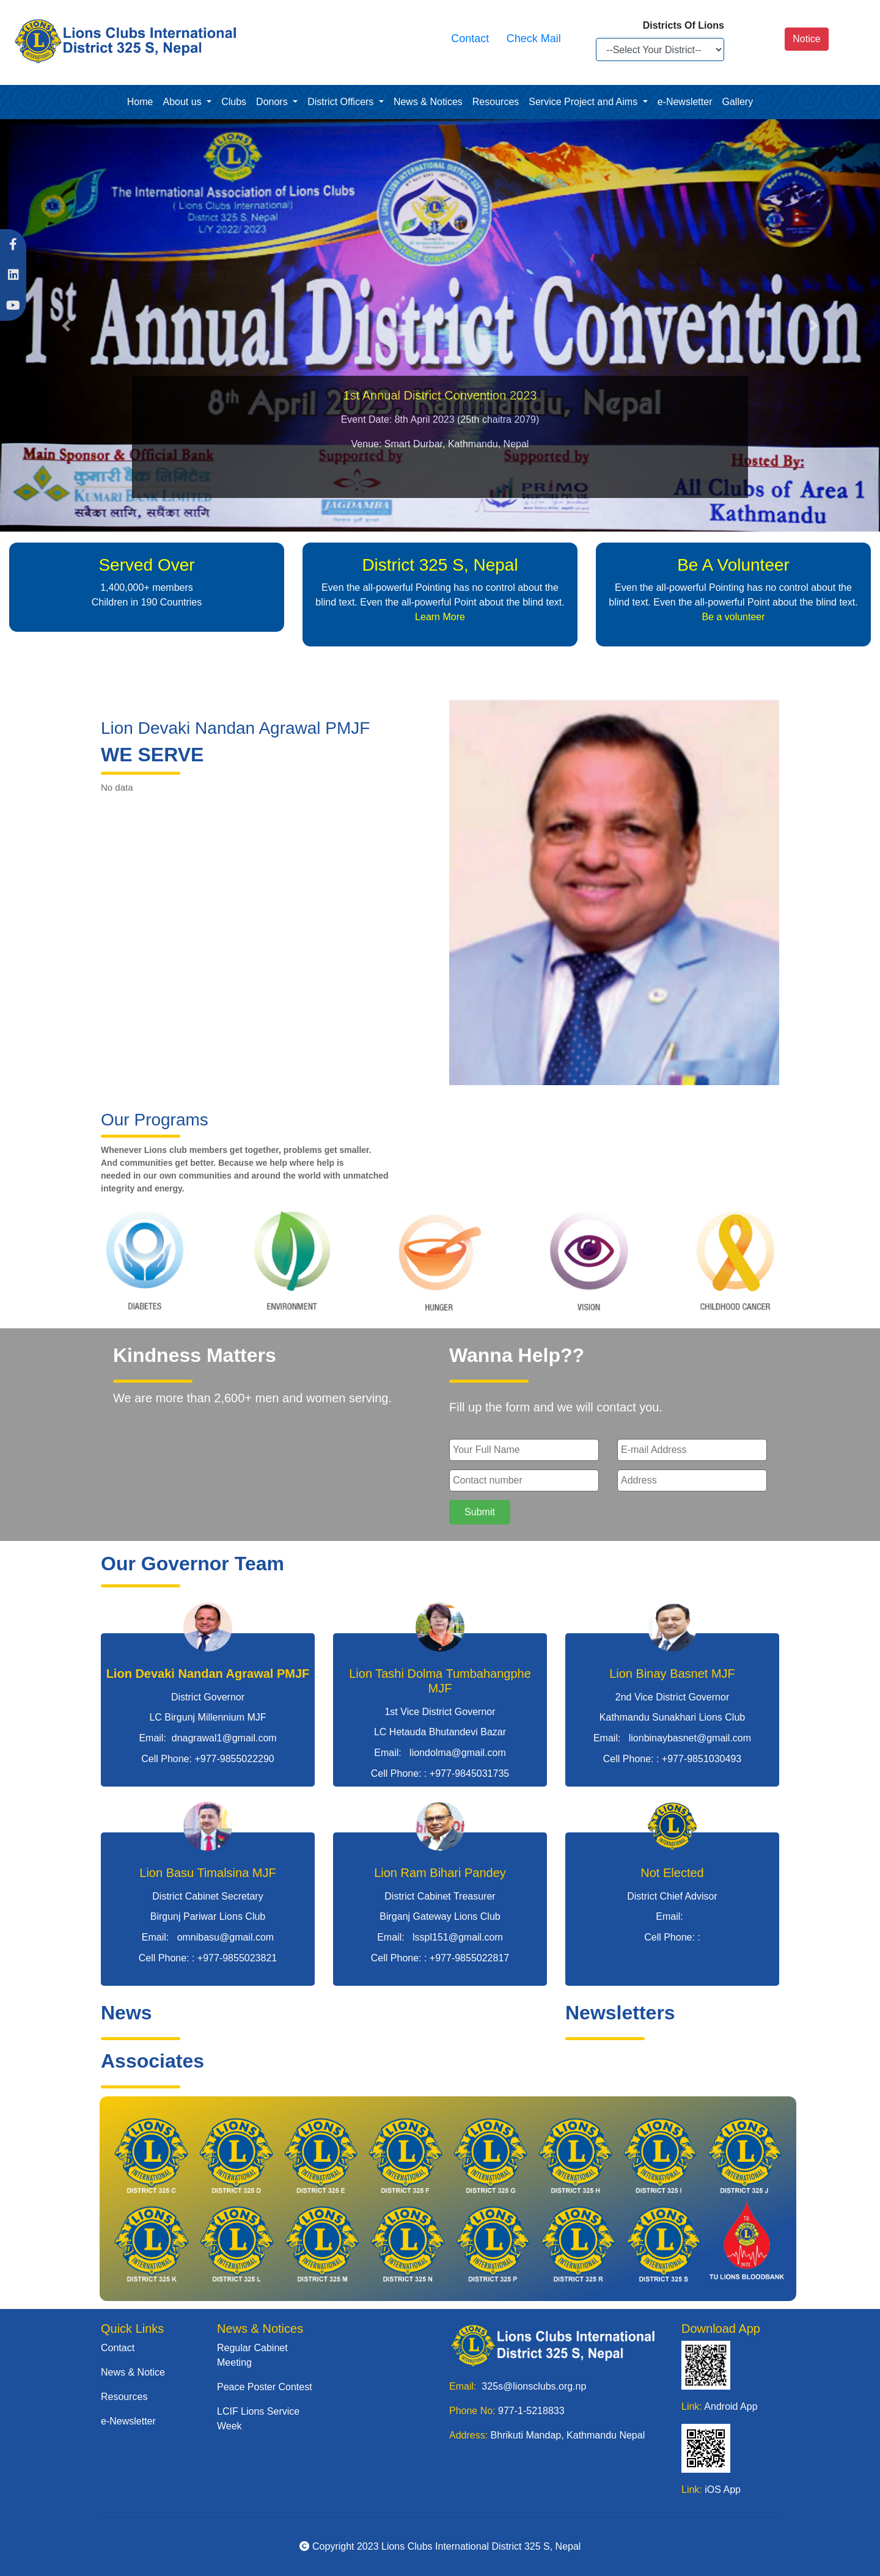 Lions Clubs International
District 325 S, Nepal
Contact
Check Mail
Districts Of Lions
--Select Your District--
Notice
Home
About us
Clubs
Donors
District Officers
News & Notices
Resources
Service Project and Aims
e-Newsletter
Gallery
The International Association of Lions Clubs
( Lions Clubs International )
District 325 S, Nepal
L/Y 2022/ 2023
1st Annual District Convention
8th April 2023, Kathmandu, Nepal
1st Annual District Convention 2023
Event Date: 8th April 2023 (25th chaitra 2079)
Venue: Smart Durbar, Kathmandu, Nepal
Main Sponsor & Official Bank
कुमारी बैंक लिमिटेड
KUMARI BANK LIMITED
सबैका लागि, सधैंका लागि
JAGDAMBA
PRIMO
Hosted By:
All Clubs of Area 1
Kathmandu
Served Over
1,400,000+ members
Children in 190 Countries
District 325 S, Nepal
Even the all-powerful Pointing has no control about the
blind text. Even the all-powerful Point about the blind text.
Learn More
Be A Volunteer
Even the all-powerful Pointing has no control about the
blind text. Even the all-powerful Point about the blind text.
Be a volunteer
Lion Devaki Nandan Agrawal PMJF
WE SERVE
No data
Our Programs
Whenever Lions club members get together, problems get smaller.
And communities get better. Because we help where help is
needed in our own communities and around the world with unmatched
integrity and energy.
DIABETES
ENVIRONMENT
HUNGER
VISION
CHILDHOOD CANCER
Kindness Matters
We are more than 2,600+ men and women serving.
Wanna Help??
Fill up the form and we will contact you.
Your Full Name
E-mail Address
Contact number
Address
Submit
Our Governor Team
Lion Devaki Nandan Agrawal PMJF
District Governor
LC Birgunj Millennium MJF
Email: dnagrawal1@gmail.com
Cell Phone: +977-9855022290
Lion Tashi Dolma Tumbahangphe
MJF
1st Vice District Governor
LC Hetauda Bhutandevi Bazar
Email: liondolma@gmail.com
Cell Phone: : +977-9845031735
Lion Binay Basnet MJF
2nd Vice District Governor
Kathmandu Sunakhari Lions Club
Email: lionbinaybasnet@gmail.com
Cell Phone: : +977-9851030493
Lion Basu Timalsina MJF
District Cabinet Secretary
Birgunj Pariwar Lions Club
Email: omnibasu@gmail.com
Cell Phone: : +977-9855023821
Lion Ram Bihari Pandey
District Cabinet Treasurer
Birganj Gateway Lions Club
Email: lsspl151@gmail.com
Cell Phone: : +977-9855022817
LIONS
L
INTERNATIONAL
Not Elected
District Chief Advisor
Email:
Cell Phone: :
News
Newsletters
Associates
DISTRICT 325 C
DISTRICT 325 D
DISTRICT 325 E
DISTRICT 325 F
DISTRICT 325 G
DISTRICT 325 H
DISTRICT 325 I
DISTRICT 325 J
DISTRICT 325 K
DISTRICT 325 L
DISTRICT 325 M
DISTRICT 325 N
DISTRICT 325 P
DISTRICT 325 R
DISTRICT 325 S
TU LIONS BLOODBANK
Quick Links
Contact
News & Notice
Resources
e-Newsletter
News & Notices
Regular Cabinet
Meeting
Peace Poster Contest
LCIF Lions Service
Week
Lions Clubs International
District 325 S, Nepal
Email: 325s@lionsclubs.org.np
Phone No: 977-1-5218833
Address: Bhrikuti Mandap, Kathmandu Nepal
Download App
Link: Android App
Link: iOS App
Copyright 2023 Lions Clubs International District 325 S, Nepal